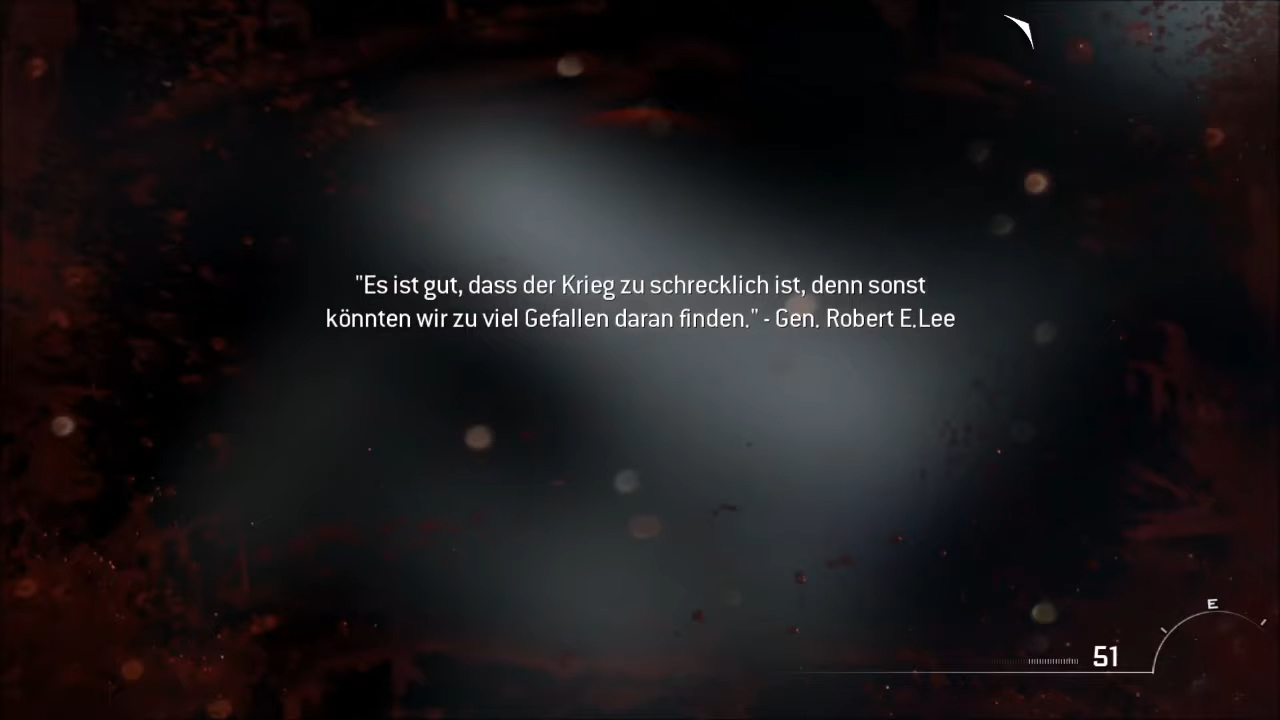 "Es ist gut, dass der Krieg zu schrecklich ist, denn sonst
könnten wir zu viel Gefallen daran finden." - Gen. Robert E.Lee
E
51